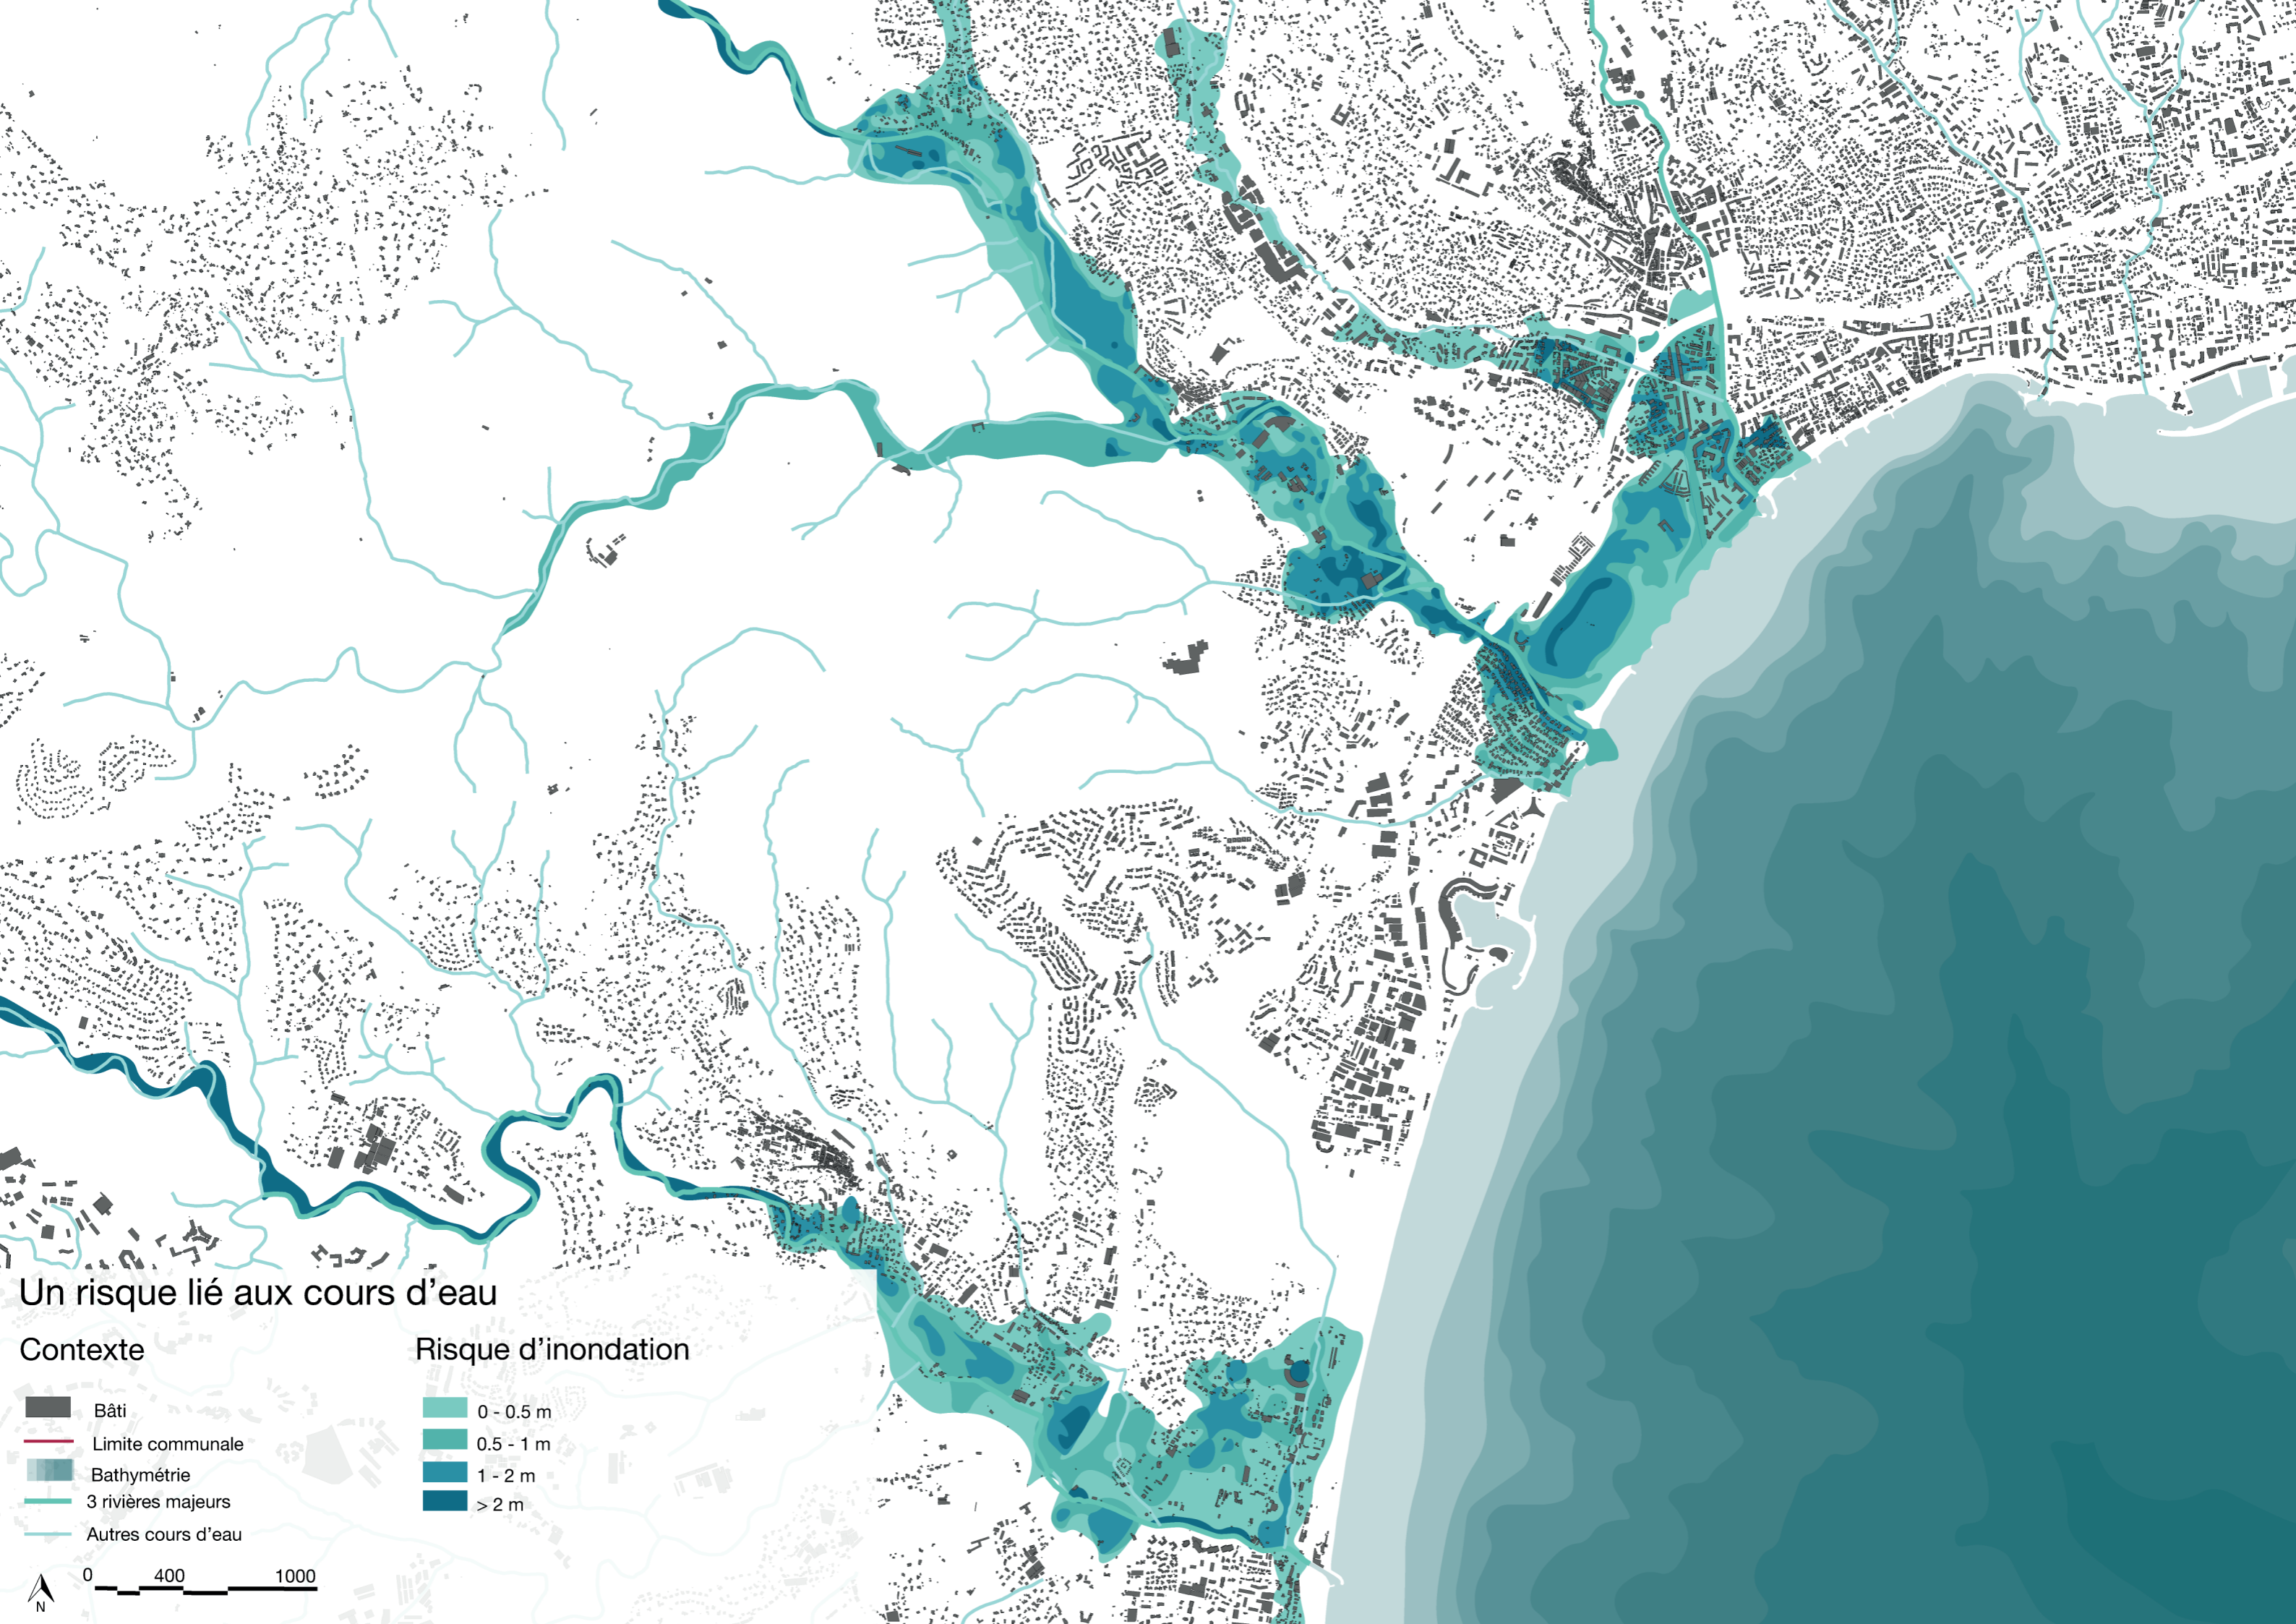 Un risque lié aux cours d’eau
Contexte
Bâti
Limite communale
Bathymétrie
3 rivières majeurs
Autres cours d’eau
Risque d’inondation
0 - 0.5 m
0.5 - 1 m
1 - 2 m
> 2 m
0 400 1000
N